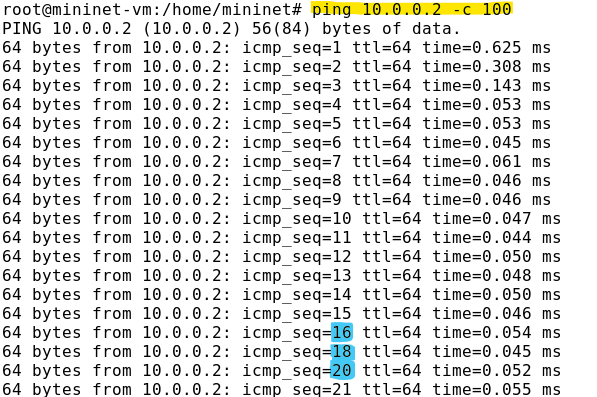 root@mininet-vm:/home/mininet# ping 10.0.0.2 -c 100
PING 10.0.0.2 (10.0.0.2) 56(84) bytes of data.
64 bytes from 10.0.0.2: icmp_seq=1 ttl=64 time=0.625 ms
64 bytes from 10.0.0.2: icmp_seq=2 ttl=64 time=0.308 ms
64 bytes from 10.0.0.2: icmp_seq=3 ttl=64 time=0.143 ms
64 bytes from 10.0.0.2: icmp_seq=4 ttl=64 time=0.053 ms
64 bytes from 10.0.0.2: icmp_seq=5 ttl=64 time=0.053 ms
64 bytes from 10.0.0.2: icmp_seq=6 ttl=64 time=0.045 ms
64 bytes from 10.0.0.2: icmp_seq=7 ttl=64 time=0.061 ms
64 bytes from 10.0.0.2: icmp_seq=8 ttl=64 time=0.046 ms
64 bytes from 10.0.0.2: icmp_seq=9 ttl=64 time=0.046 ms
64 bytes from 10.0.0.2: icmp_seq=10 ttl=64 time=0.047 ms
64 bytes from 10.0.0.2: icmp_seq=11 ttl=64 time=0.044 ms
64 bytes from 10.0.0.2: icmp_seq=12 ttl=64 time=0.050 ms
64 bytes from 10.0.0.2: icmp_seq=13 ttl=64 time=0.048 ms
64 bytes from 10.0.0.2: icmp_seq=14 ttl=64 time=0.050 ms
64 bytes from 10.0.0.2: icmp_seq=15 ttl=64 time=0.046 ms
64 bytes from 10.0.0.2: icmp_seq=16 ttl=64 time=0.054 ms
64 bytes from 10.0.0.2: icmp_seq=18 ttl=64 time=0.045 ms
64 bytes from 10.0.0.2: icmp_seq=20 ttl=64 time=0.052 ms
64 bytes from 10.0.0.2: icmp_seq=21 ttl=64 time=0.055 ms